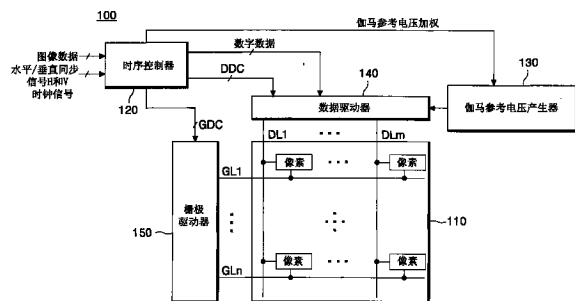 100
图像数据
水平/垂直同步
信号H和V
时钟信号
时序控制器
120
数字数据
DDC
伽马参考电压加权
130
伽马参考电压产生器
140
数据驱动器
GDC
DL1
DLm
栅极
驱动器
150
GL1
GLn
像素
像素
像素
像素
110